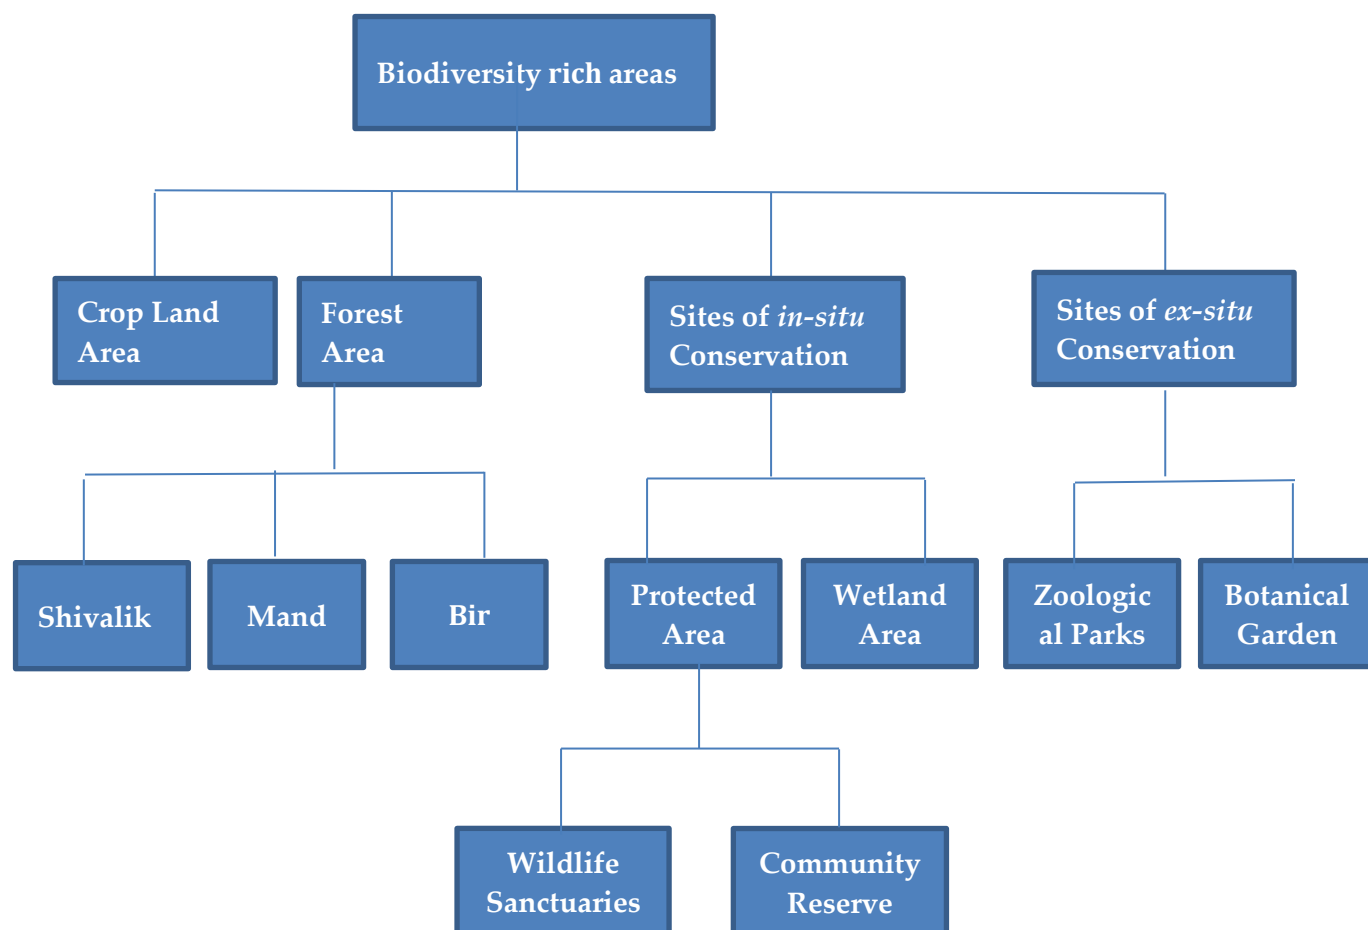 Biodiversity rich areas
Crop Land
Area
Forest
Area
Sites of in-situ
Conservation
Sites of ex-situ
Conservation
Shivalik
Mand
Bir
Protected
Area
Wetland
Area
Zoologic
al Parks
Botanical
Garden
Wildlife
Sanctuaries
Community
Reserve